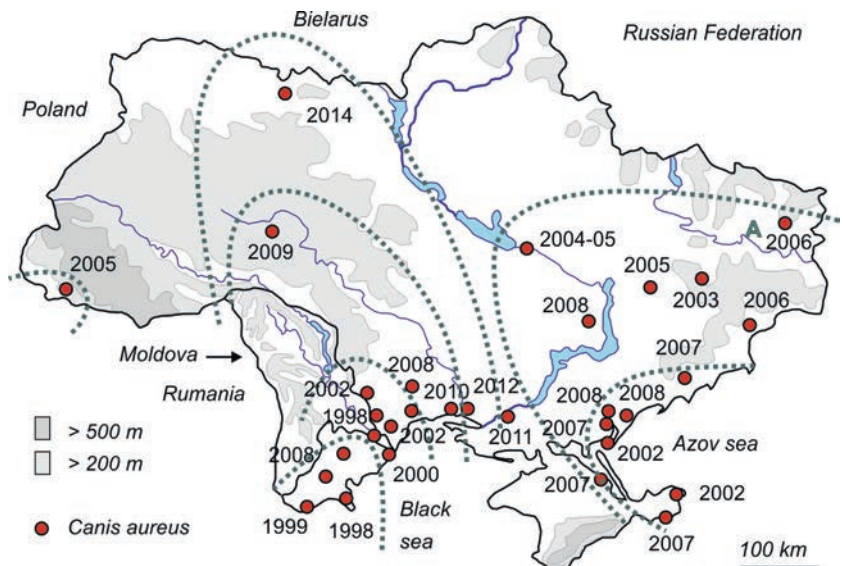 Bielarus
Russian Federation
Poland
2014
A
2006
2009
2004-05
2005
2005
2003
2008
2006
Moldova
2007
Rumania
2008
2002
2010
2012
2008
2008
> 500 m
1998
2011
2007
> 200 m
2002
2002
Azov sea
2008
2000
2007
2002
Canis aureus
1999
1998
Black
sea
2007
100 km